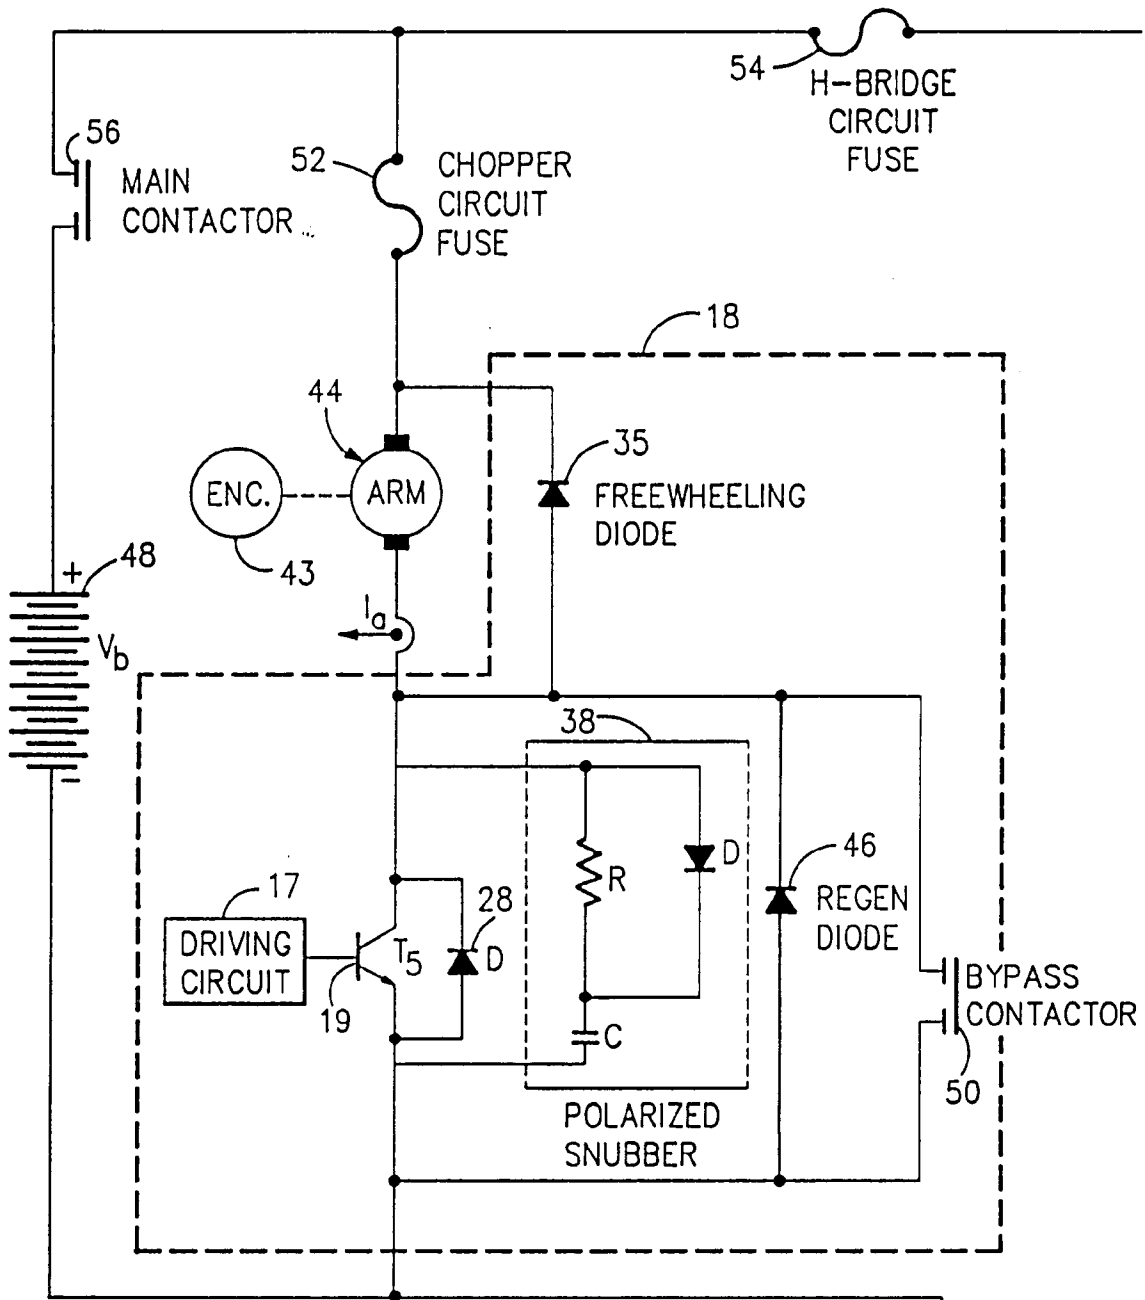 54
H-BRIDGE
CIRCUIT
FUSE
56
MAIN
CONTACTOR
52
CHOPPER
CIRCUIT
FUSE
18
44
35
ENC.
ARM
FREEWHEELING
DIODE
43
48
+
Vb
-
Ia
38
R
D
46
REGEN
DIODE
17
DRIVING
CIRCUIT
T5
28
D
19
C
BYPASS
CONTACTOR
50
POLARIZED
SNUBBER